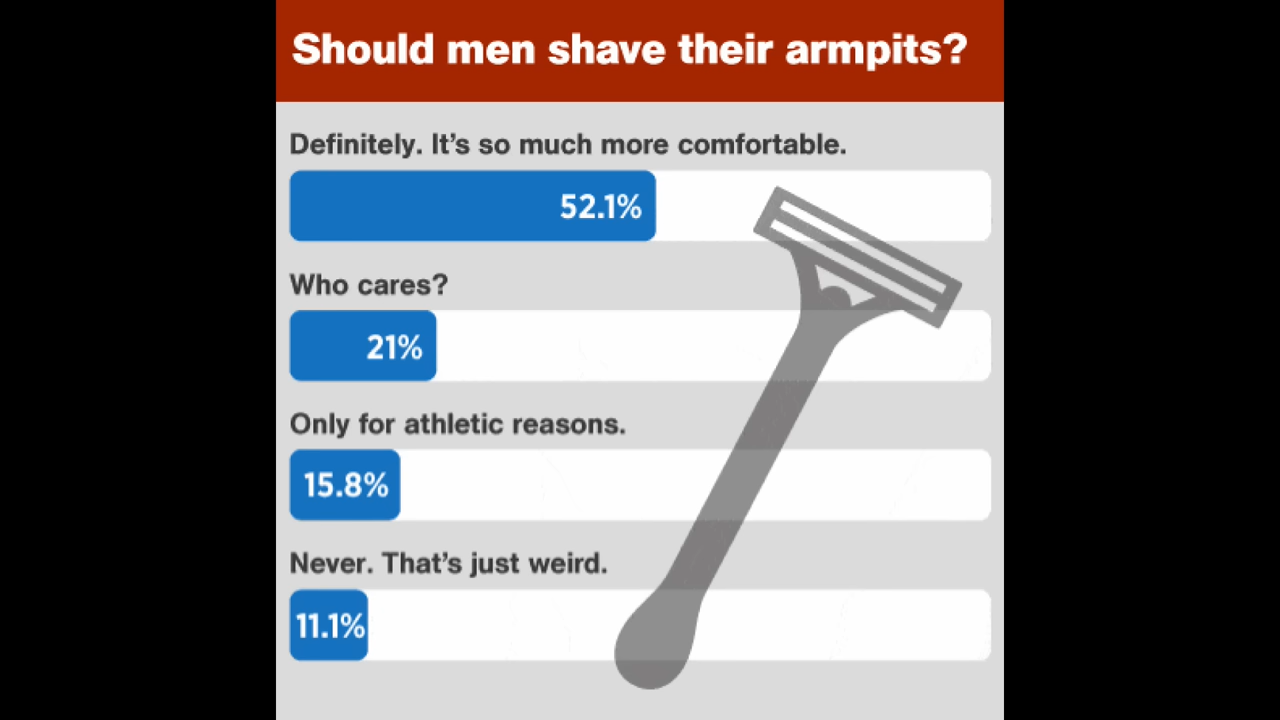 Should men shave their armpits?
Definitely. It’s so much more comfortable.
52.1%
Who cares?
21%
Only for athletic reasons.
15.8%
Never. That’s just weird.
11.1%